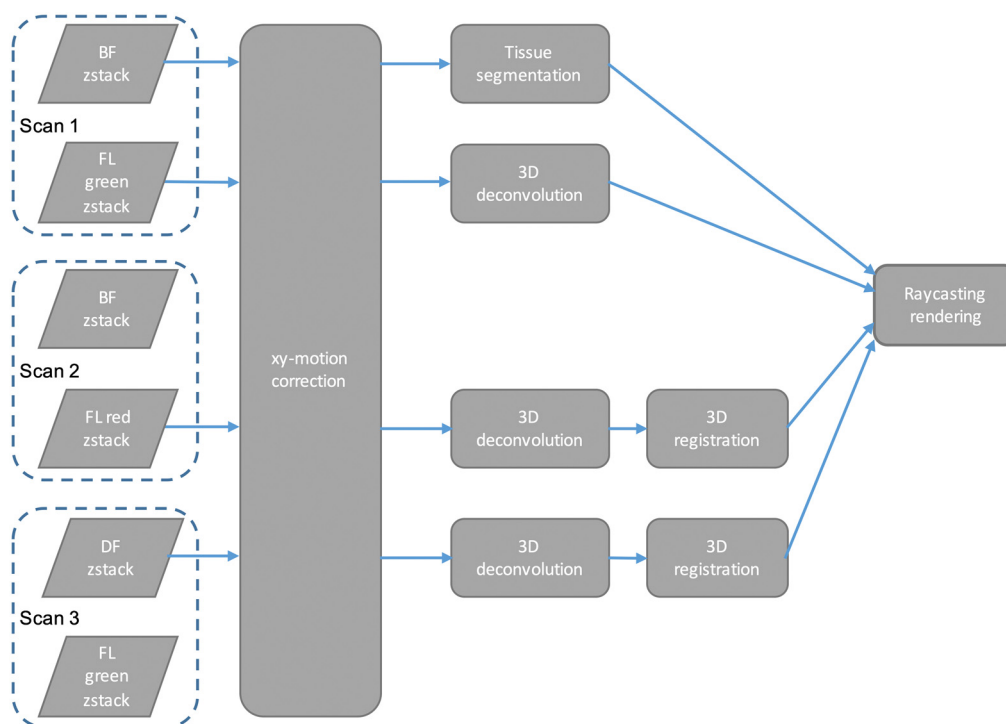 BF
zstack
Scan 1
FL
green
zstack
BF
zstack
Scan 2
FL red
zstack
DF
zstack
Scan 3
FL
green
zstack
xy-motion
correction
Tissue
segmentation
3D
deconvolution
3D
deconvolution
3D
registration
3D
deconvolution
3D
registration
Raycasting
rendering